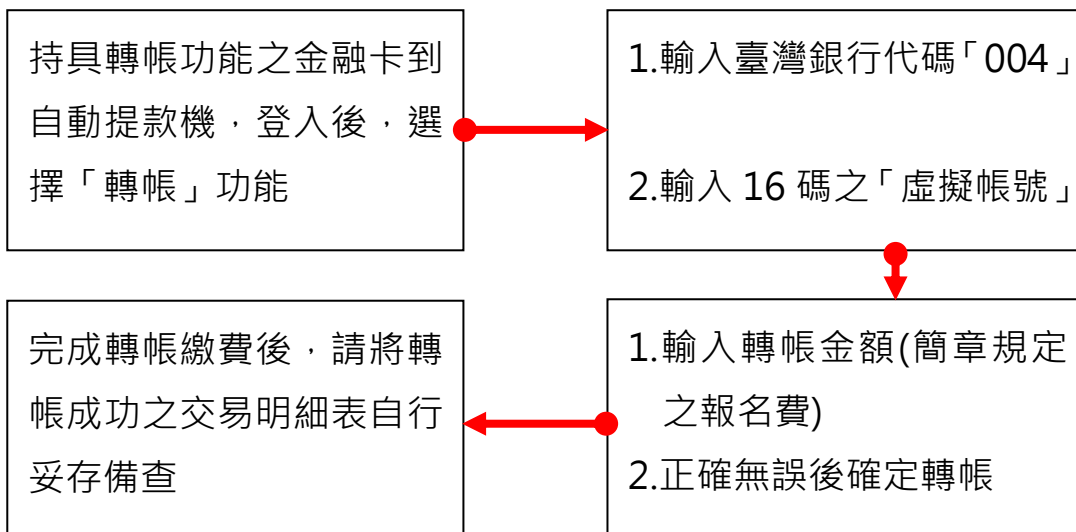 持具轉帳功能之金融卡到
自動提款機，登入後，選
擇「轉帳」功能
1.輸入臺灣銀行代碼「004」
2.輸入 16 碼之「虛擬帳號」
1.輸入轉帳金額(簡章規定
之報名費)
2.正確無誤後確定轉帳
完成轉帳繳費後，請將轉
帳成功之交易明細表自行
妥存備查